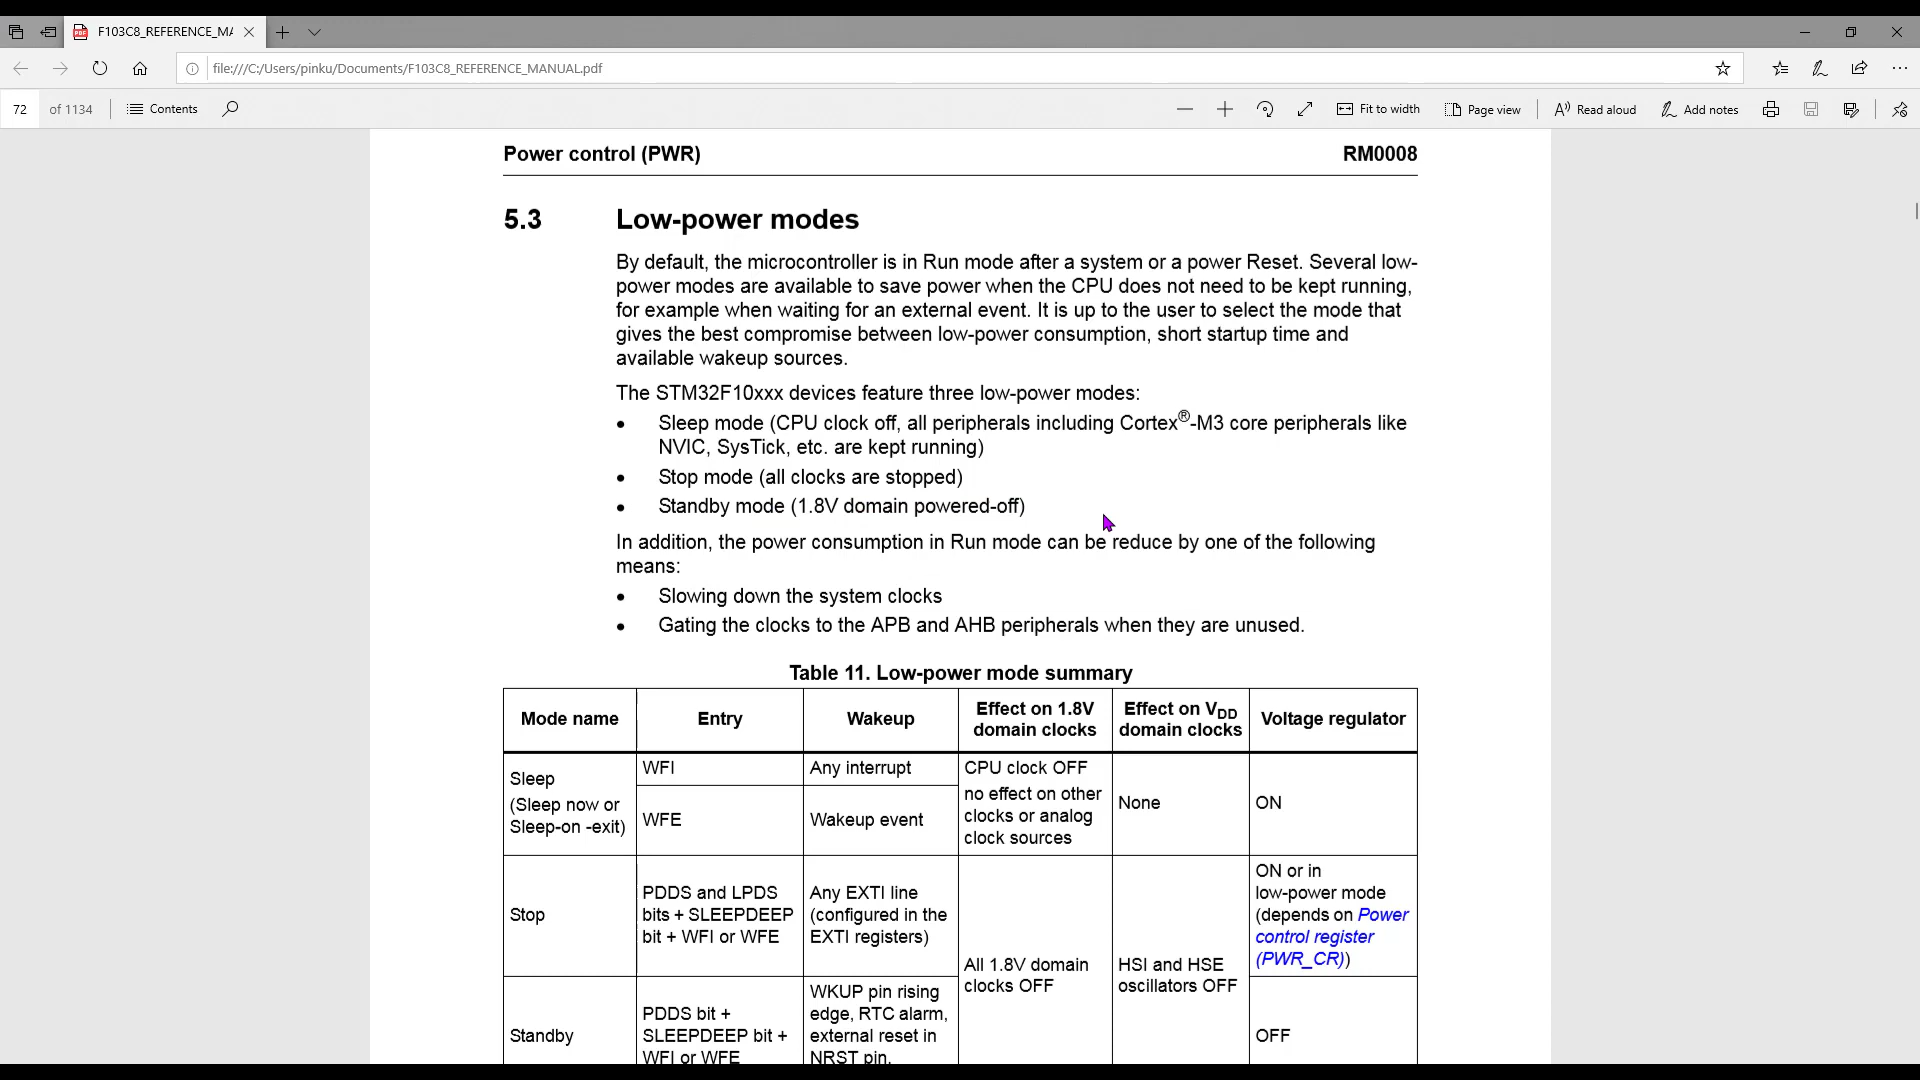 F103C8_REFERENCE_MA
file:///C:/Users/pinku/Documents/F103C8_REFERENCE_MANUAL.pdf
72 of 1134 Contents Fit to width Page view Read aloud Add notes
Power control (PWR) RM0008
5.3 Low-power modes
By default, the microcontroller is in Run mode after a system or a power Reset. Several low-
power modes are available to save power when the CPU does not need to be kept running,
for example when waiting for an external event. It is up to the user to select the mode that
gives the best compromise between low-power consumption, short startup time and
available wakeup sources.
The STM32F10xxx devices feature three low-power modes:
• Sleep mode (CPU clock off, all peripherals including Cortex®-M3 core peripherals like
NVIC, SysTick, etc. are kept running)
• Stop mode (all clocks are stopped)
• Standby mode (1.8V domain powered-off)
In addition, the power consumption in Run mode can be reduce by one of the following
means:
• Slowing down the system clocks
• Gating the clocks to the APB and AHB peripherals when they are unused.
Table 11. Low-power mode summary
Mode name
Entry
Wakeup
Effect on 1.8V
domain clocks
Effect on VDD
domain clocks
Voltage regulator
Sleep
(Sleep now or
Sleep-on -exit)
WFI
Any interrupt
WFE
Wakeup event
CPU clock OFF
no effect on other
clocks or analog
clock sources
None
ON
Stop
PDDS and LPDS
bits + SLEEPDEEP
bit + WFI or WFE
Any EXTI line
(configured in the
EXTI registers)
All 1.8V domain
clocks OFF
HSI and HSE
oscillators OFF
ON or in
low-power mode
(depends on Power
control register
(PWR_CR))
Standby
PDDS bit +
SLEEPDEEP bit +
WFI or WFE
WKUP pin rising
edge, RTC alarm,
external reset in
NRST pin,
OFF